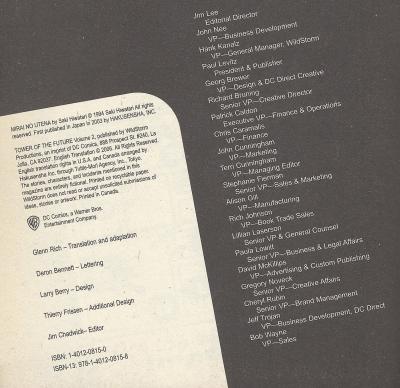 MIRAI NO UTENA by Saki Hiwatari © 1994 Saki Hiwatari All rights
reserved. First published in Japan in 2003 by HAKUSENSHA, INC.
TOWER OF THE FUTURE Volume 2, published by WildStorm
Productions, an imprint of DC Comics, 888 Prospect St. #240, La
Jolla, CA 92037. English Translation © 2006. All Rights Reserved.
English translation rights in U.S.A. and Canada arranged by
Hakusensha Inc. through Tuttle-Mori Agency, Inc., Tokyo.
The stories, characters, and incidents mentioned in this
magazine are entirely fictional. Printed on recyclable paper.
WildStorm does not read or accept unsolicited submissions of
ideas, stories or artwork. Printed in Canada.
DC Comics, a Warner Bros.
Entertainment Company.
Glenn Rich – Translation and adaptation
Deron Bennett – Lettering
Larry Berry – Design
Thierry Friesen – Additional Design
Jim Chadwick – Editor
ISBN: 1-4012-0815-0
ISBN-13: 978-1-4012-0815-8
Jim Lee
Editorial Director
John Nee
VP—Business Development
Hank Kanalz
VP—General Manager, WildStorm
Paul Levitz
President & Publisher
Georg Brewer
VP—Design & DC Direct Creative
Richard Bruning
Senior VP—Creative Director
Patrick Caldon
Executive VP—Finance & Operations
Chris Caramalis
VP—Finance
John Cunningham
VP—Marketing
Terri Cunningham
VP—Managing Editor
Stephanie Fierman
Senior VP—Sales & Marketing
Alison Gill
VP—Manufacturing
Rich Johnson
VP—Book Trade Sales
Lillian Laserson
Senior VP & General Counsel
Paula Lowitt
Senior VP—Business & Legal Affairs
David McKillips
VP—Advertising & Custom Publishing
Gregory Noveck
Senior VP—Creative Affairs
Cheryl Rubin
Senior VP—Brand Management
Jeff Trojan
VP—Business Development, DC Direct
Bob Wayne
VP—Sales